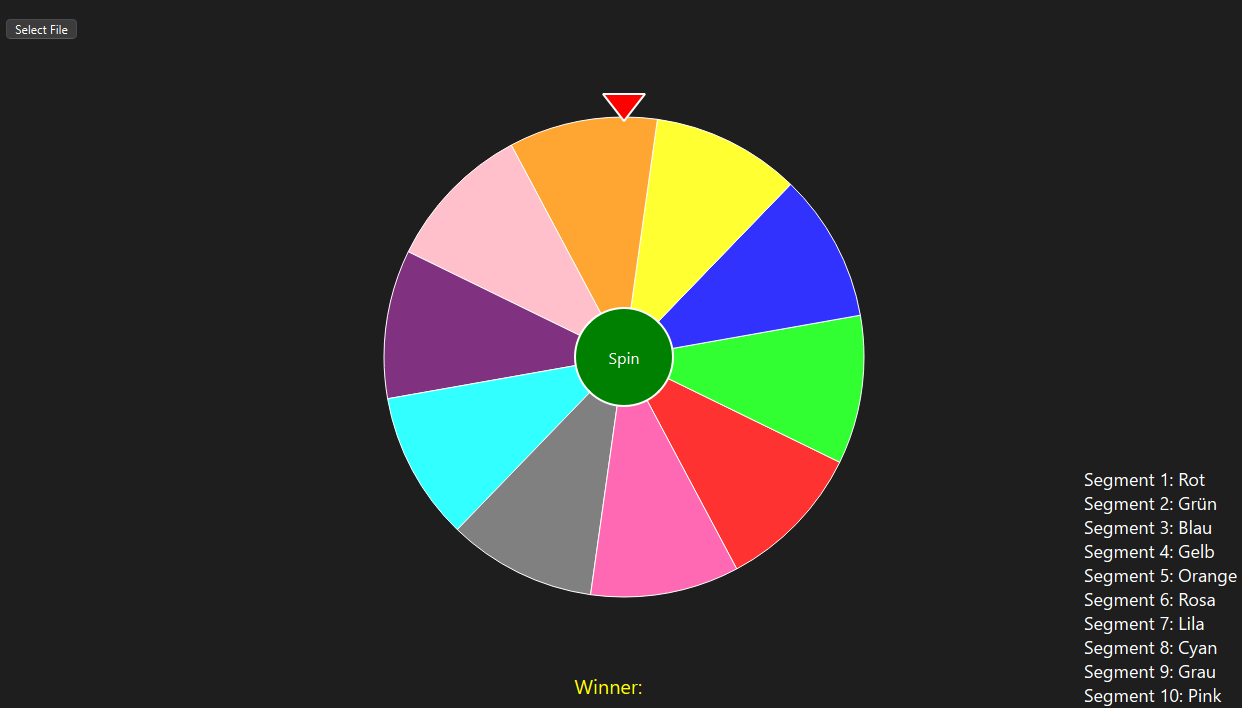 Select File
Spin
Segment 1: Rot
Segment 2: Grün
Segment 3: Blau
Segment 4: Gelb
Segment 5: Orange
Segment 6: Rosa
Segment 7: Lila
Segment 8: Cyan
Segment 9: Grau
Segment 10: Pink
Winner: